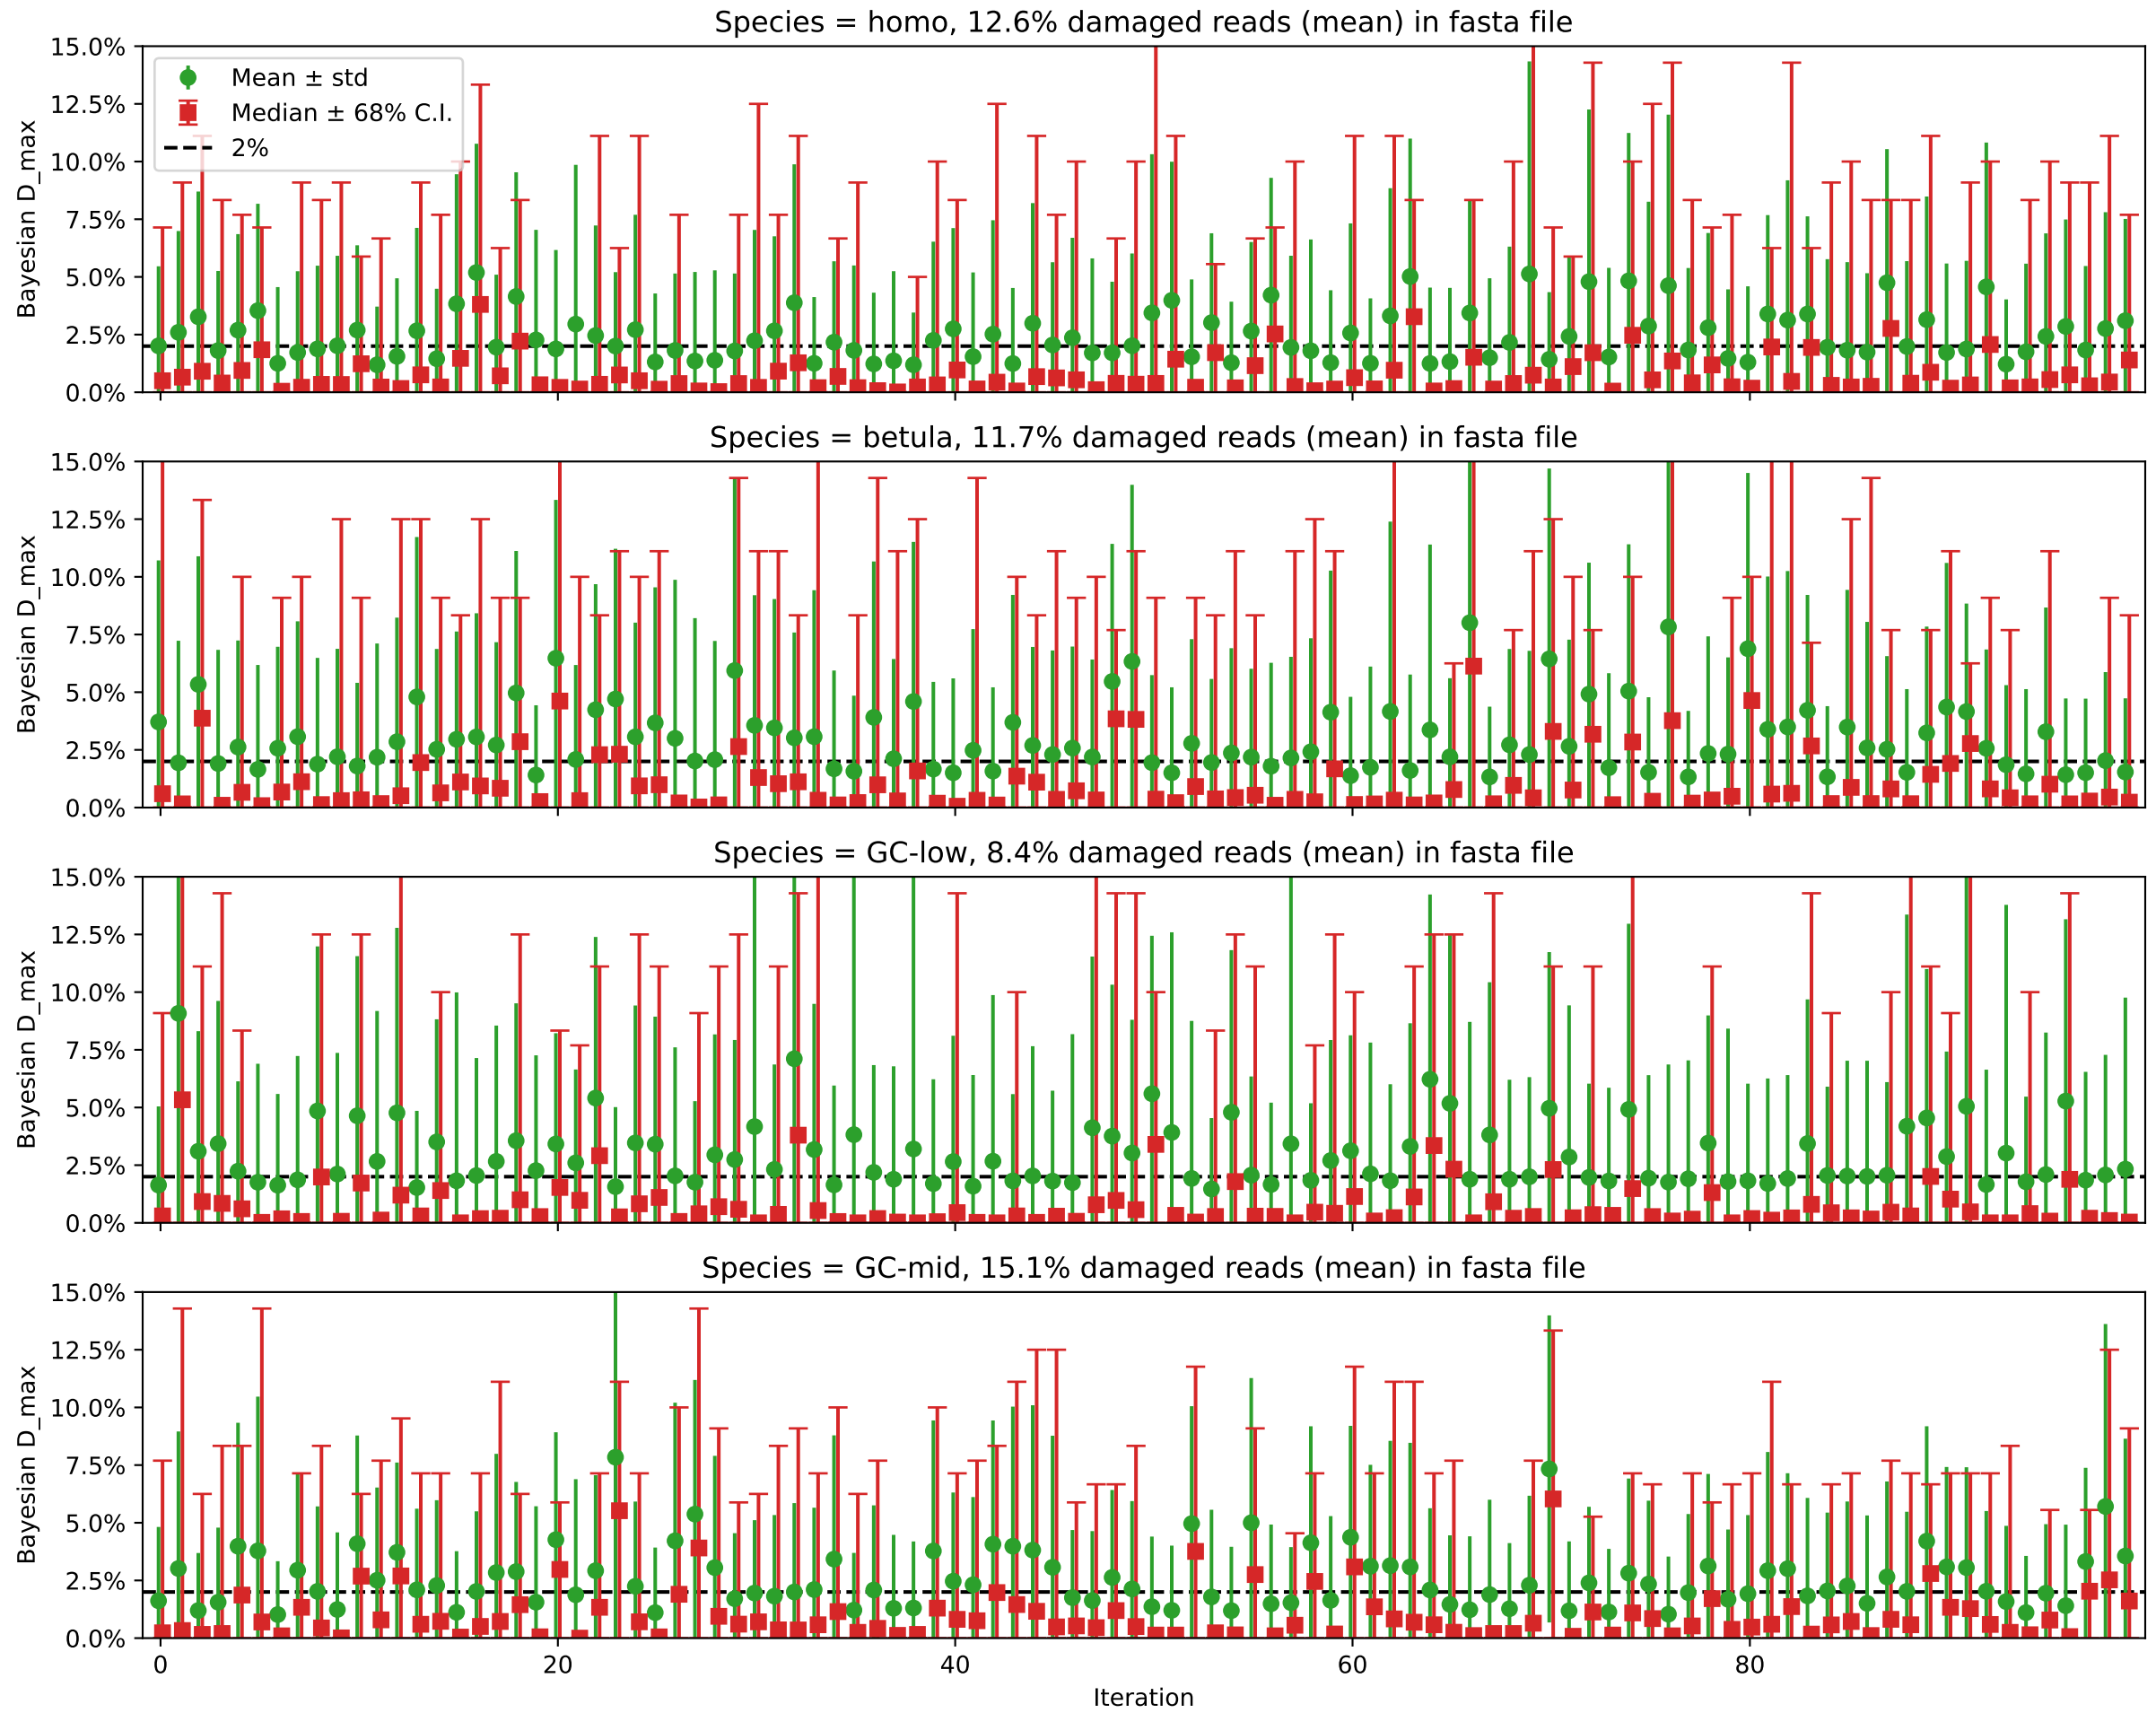 Species = homo, 12.6% damaged reads (mean) in fasta file
15.0%
12.5%
10.0%
7.5%
5.0%
2.5%
0.0%
Bayesian D_max
Mean ± std
Median ± 68% C.I.
2%
Species = betula, 11.7% damaged reads (mean) in fasta file
15.0%
12.5%
10.0%
7.5%
5.0%
2.5%
0.0%
Bayesian D_max
Species = GC-low, 8.4% damaged reads (mean) in fasta file
15.0%
12.5%
10.0%
7.5%
5.0%
2.5%
0.0%
Bayesian D_max
Species = GC-mid, 15.1% damaged reads (mean) in fasta file
15.0%
12.5%
10.0%
7.5%
5.0%
2.5%
0.0%
Bayesian D_max
0 20 40 60 80
Iteration